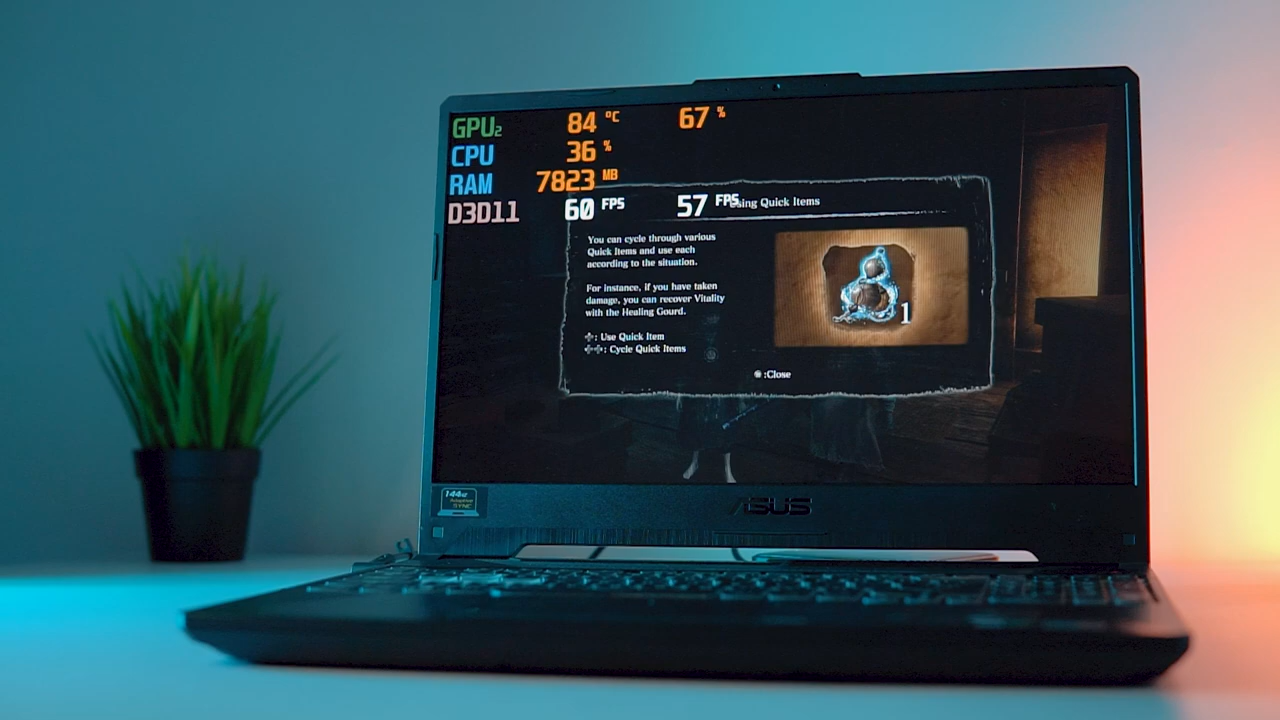 GPU2 84 °C 67 %
CPU 36 %
RAM 7823 MB
D3D11 60 FPS 57 FPS
Using Quick Items
You can cycle through various
Quick Items and use each
according to the situation.
For instance, if you have taken
damage, you can recover Vitality
with the Healing Gourd.
1
: Use Quick Item
: Cycle Quick Items
:Close
144Hz
Adaptive
SYNC
ASUS